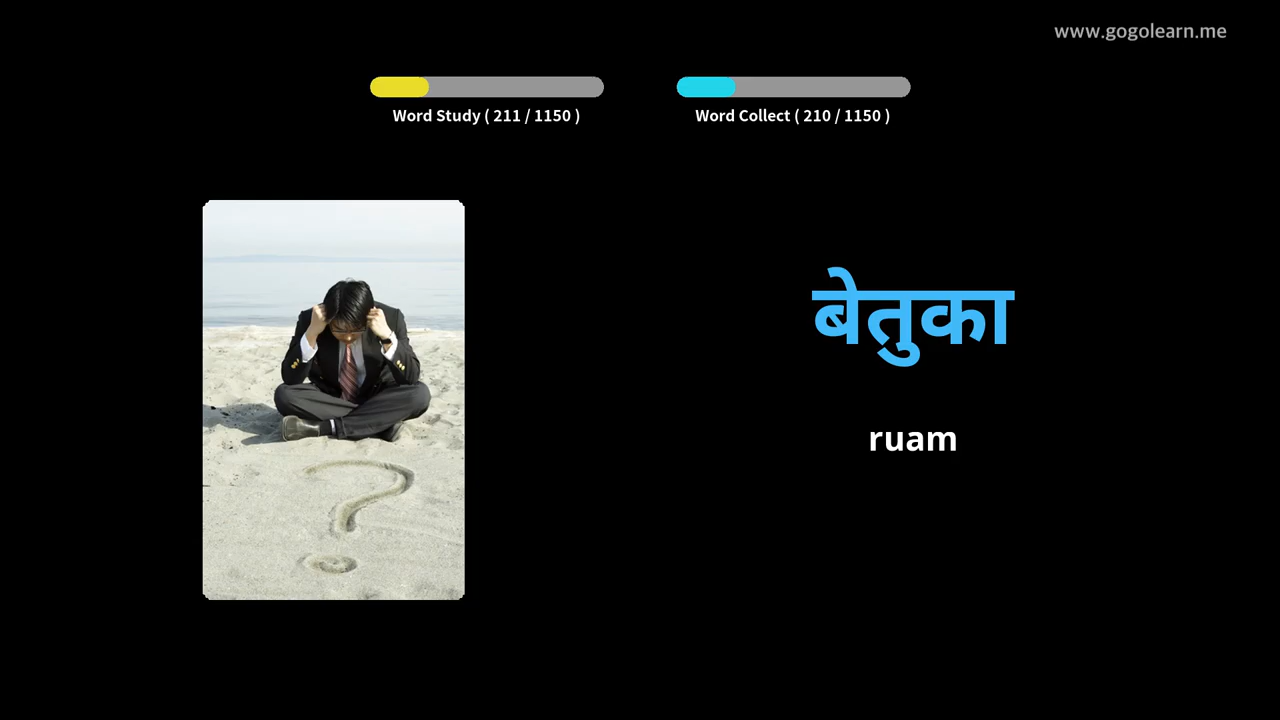 www.gogolearn.me
Word Study ( 211 / 1150 )
Word Collect ( 210 / 1150 )
बेतुका
ruam
?